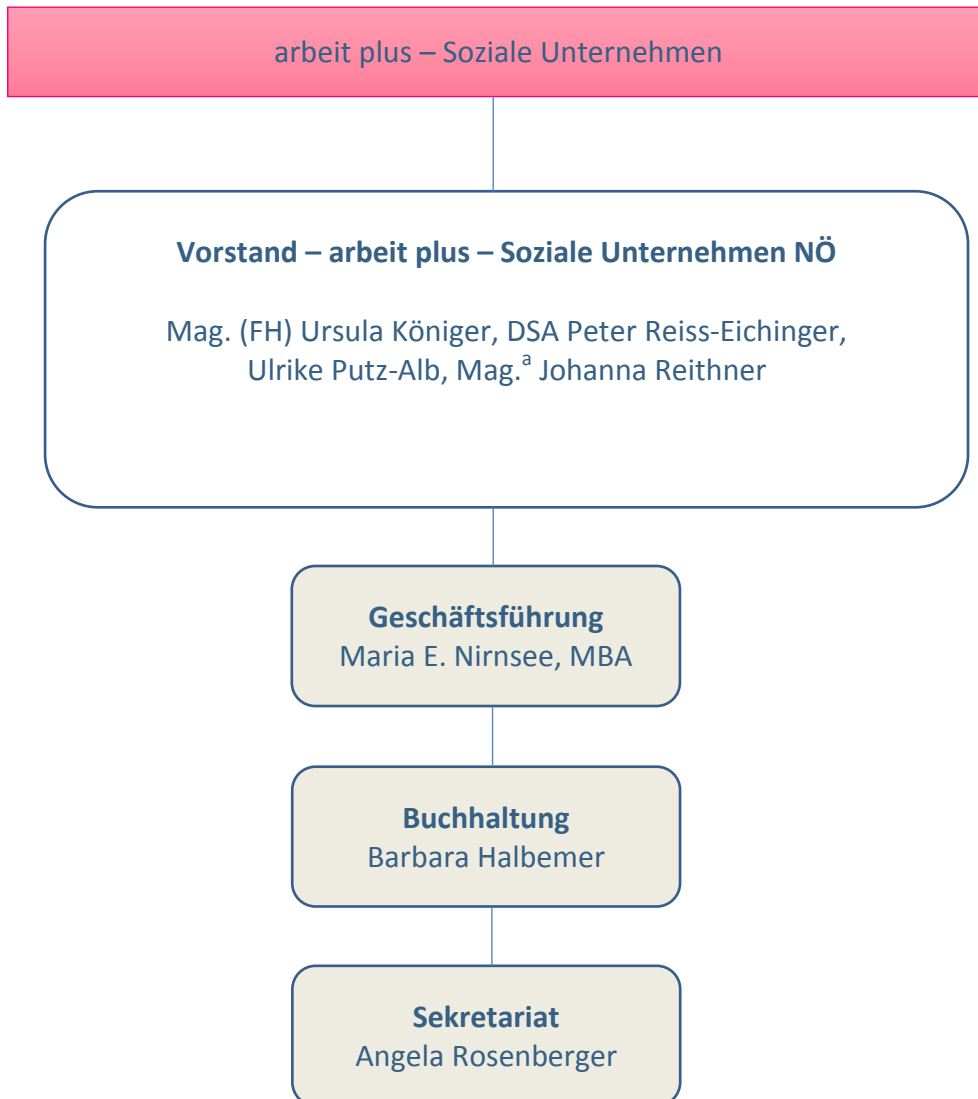 arbeit plus – Soziale Unternehmen
Vorstand – arbeit plus – Soziale Unternehmen NÖ
Mag. (FH) Ursula Königer, DSA Peter Reiss-Eichinger,
Ulrike Putz-Alb, Mag.ª Johanna Reithner
Geschäftsführung
Maria E. Nirnsee, MBA
Buchhaltung
Barbara Halbemer
Sekretariat
Angela Rosenberger